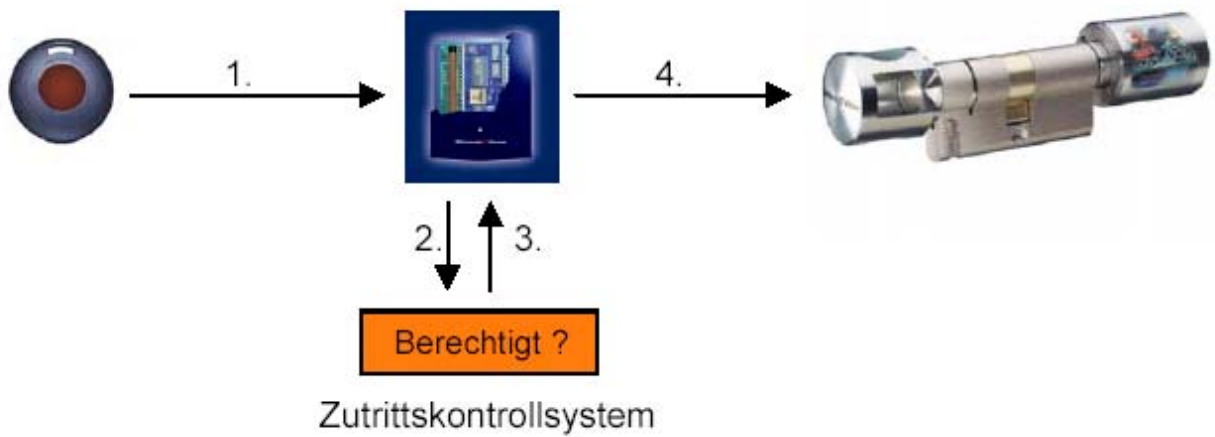 1.
4.
2.
3.
Berechtigt ?
Zutrittskontrollsystem